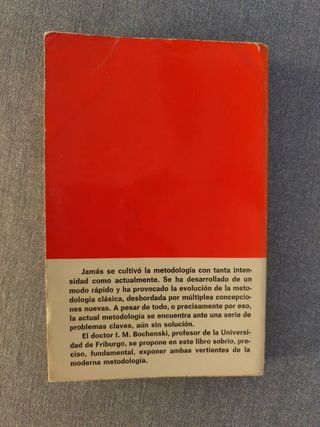 Jamás se cultivó la metodología con tanta inten-
sidad como actualmente. Se ha desarrollado de un
modo rápido y ha provocado la evolución de la meto-
dología clásica, desbordada por múltiples concepcio-
nes nuevas. A pesar de todo, o precisamente por eso,
la actual metodología se encuentra ante una serie de
problemas claves, aún sin solución.
El doctor I. M. Bochenski, profesor de la Universi-
dad de Friburgo, se propone en este libro sobrio, pre-
ciso, fundamental, exponer ambas vertientes de la
moderna metodología.